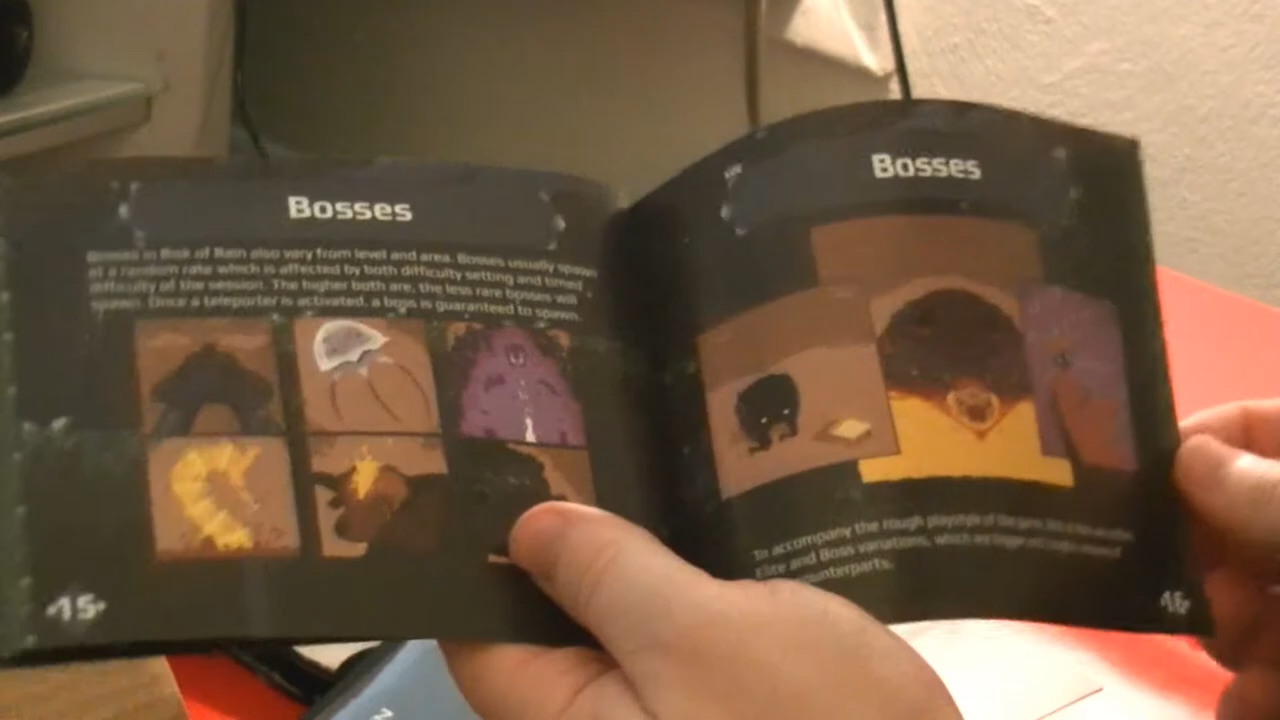 Bosses
Bosses in Risk of Rain also vary from level and area. Bosses usually spawn
at a random rate which is affected by both difficulty setting and timed
difficulty of the session. The higher both are, the less rare bosses will
spawn. Once a teleporter is activated, a boss is guaranteed to spawn.
15
Bosses
To accompany the rough playstyle of the game,
Elite and Boss variations, which are
counterparts.
16